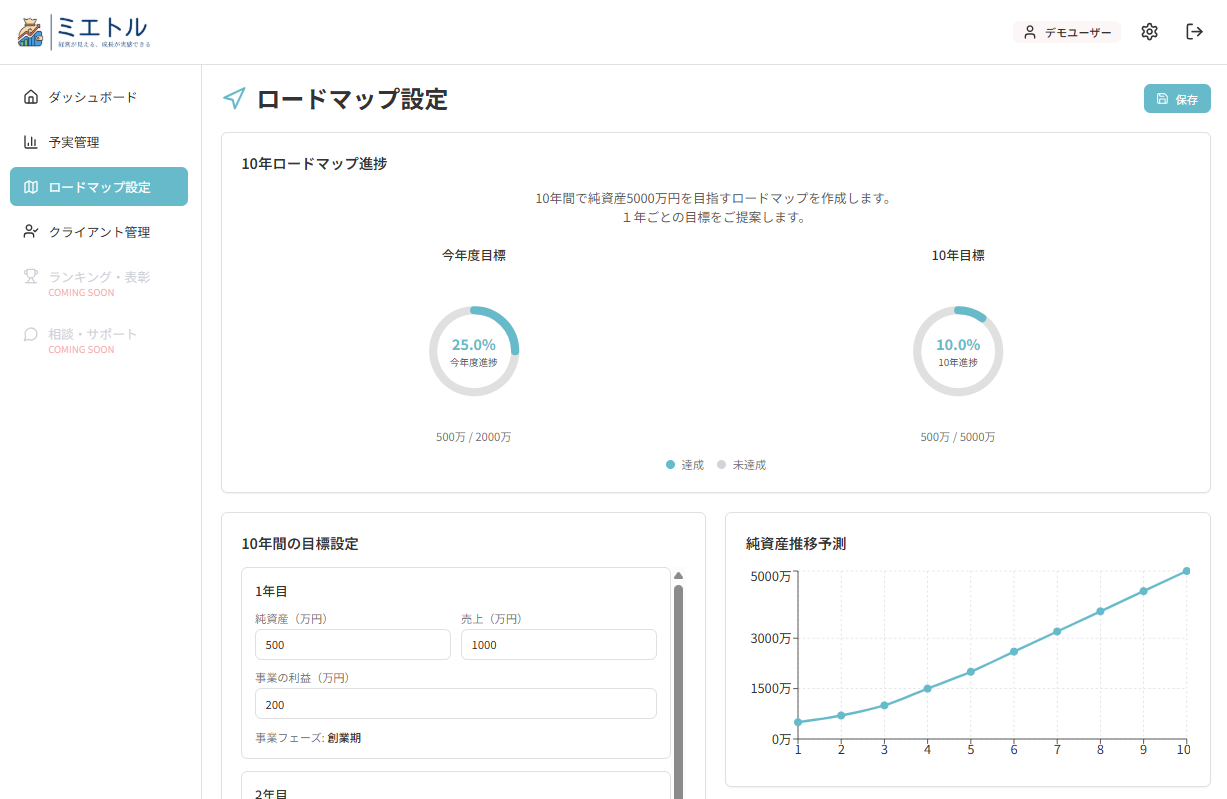 ミエトル
経営が見える、成長が実感できる
デモユーザー
ダッシュボード
予実管理
ロードマップ設定
クライアント管理
ランキング・表彰
COMING SOON
相談・サポート
COMING SOON
ロードマップ設定
保存
10年ロードマップ進捗
10年間で純資産5000万円を目指すロードマップを作成します。
１年ごとの目標をご提案します。
今年度目標
10年目標
25.0%
今年度進捗
10.0%
10年進捗
500万 / 2000万
500万 / 5000万
達成
未達成
10年間の目標設定
1年目
純資産（万円）
売上（万円）
500
1000
事業の利益（万円）
200
事業フェーズ: 創業期
2年目
純資産推移予測
5000万
3000万
1500万
0万
1 2 3 4 5 6 7 8 9 10